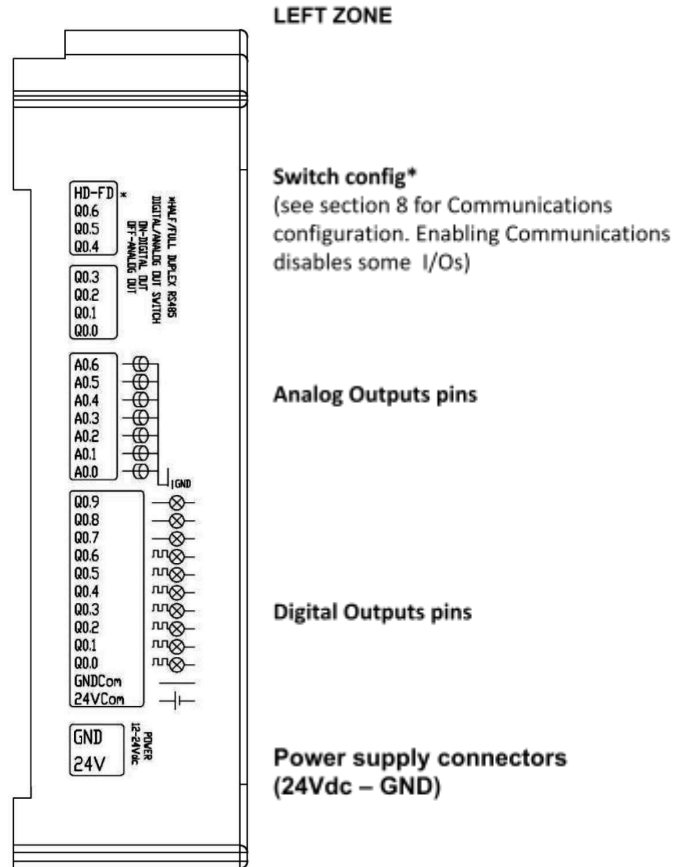 LEFT ZONE
HD-FD *
Q0.6
Q0.5
Q0.4
Q0.3
Q0.2
Q0.1
Q0.0
*HALF/FULL DUPLEX RS485
DIGITAL/ANALOG OUT SWITCH
ON-DIGITAL OUT
OFF-ANALOG OUT
Switch config*
(see section 8 for Communications
configuration. Enabling Communications
disables some I/Os)
A0.6
A0.5
A0.4
A0.3
A0.2
A0.1
A0.0
GND
Analog Outputs pins
Q0.9
Q0.8
Q0.7
Q0.6
Q0.5
Q0.4
Q0.3
Q0.2
Q0.1
Q0.0
GNDCom
24VCom
Digital Outputs pins
GND
24V
POWER
12-24Vdc
Power supply connectors
(24Vdc – GND)